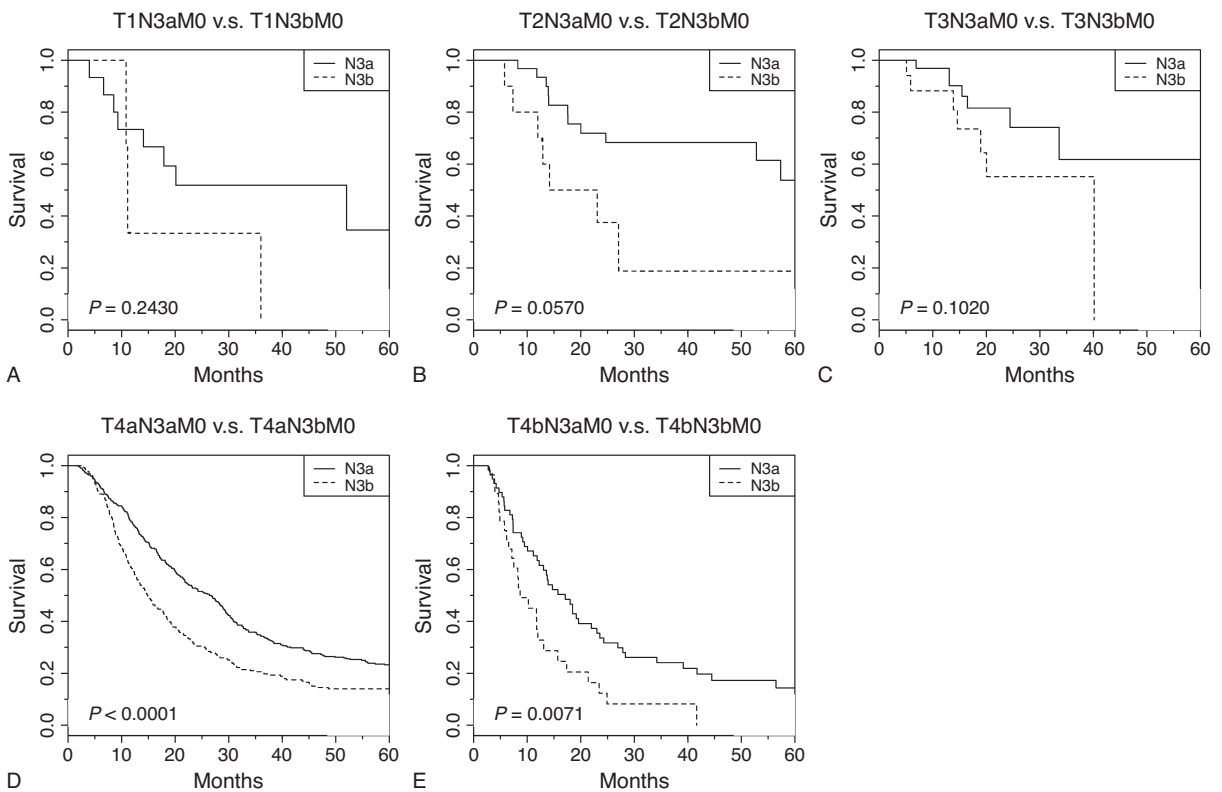 T1N3aM0 v.s. T1N3bM0
N3a
N3b
Survival
0.0 0.2 0.4 0.6 0.8 1.0
P = 0.2430
0 10 20 30 40 50 60
Months
A
T2N3aM0 v.s. T2N3bM0
N3a
N3b
Survival
0.0 0.2 0.4 0.6 0.8 1.0
P = 0.0570
0 10 20 30 40 50 60
Months
B
T3N3aM0 v.s. T3N3bM0
N3a
N3b
Survival
0.0 0.2 0.4 0.6 0.8 1.0
P = 0.1020
0 10 20 30 40 50 60
Months
C
T4aN3aM0 v.s. T4aN3bM0
N3a
N3b
Survival
0.0 0.2 0.4 0.6 0.8 1.0
P < 0.0001
0 10 20 30 40 50 60
Months
D
T4bN3aM0 v.s. T4bN3bM0
N3a
N3b
Survival
0.0 0.2 0.4 0.6 0.8 1.0
P = 0.0071
0 10 20 30 40 50 60
Months
E